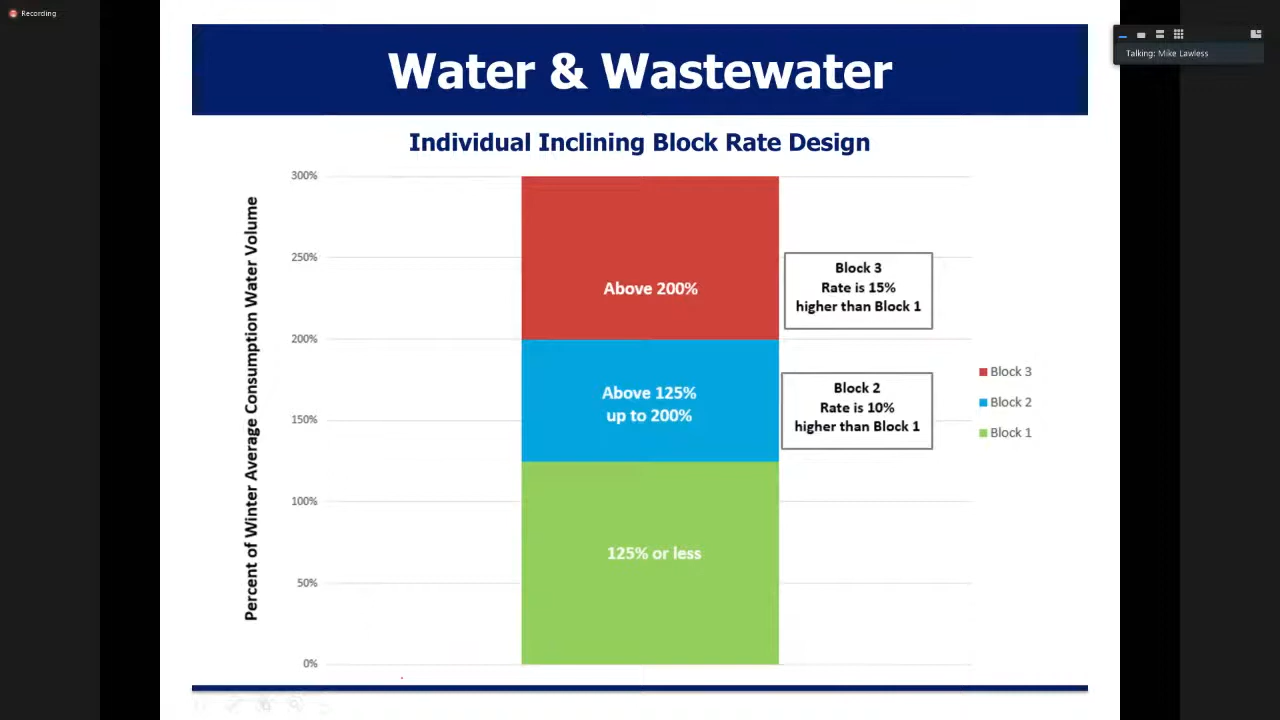 Recording
Talking: Mike Lawless
Water & Wastewater
Individual Inclining Block Rate Design
Percent of Winter Average Consumption Water Volume
300%
250%
200%
150%
100%
50%
0%
Above 200%
Above 125%
up to 200%
125% or less
Block 3
Rate is 15%
higher than Block 1
Block 2
Rate is 10%
higher than Block 1
Block 3
Block 2
Block 1